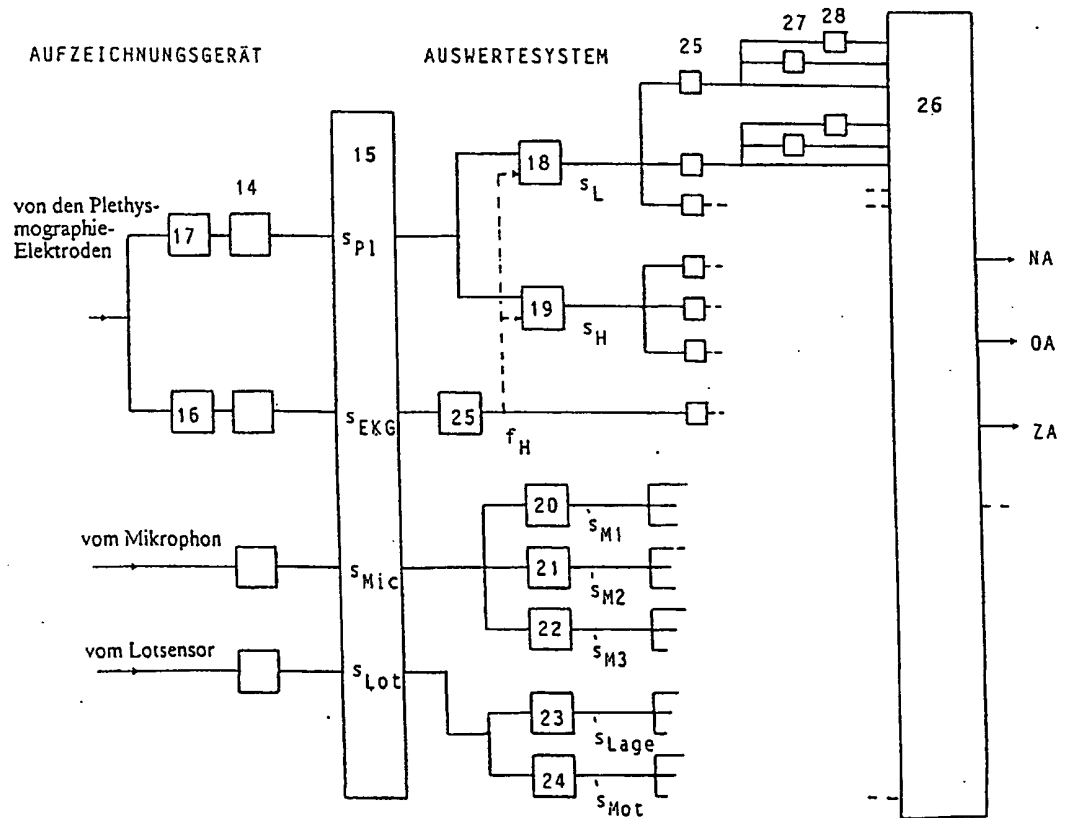 AUFZEICHNUNGSGERÄT
AUSWERTESYSTEM
25
27
28
26
15
14
18
s_L
von den Plethys-
mographie-
Elektroden
17
s_Pl
19
s_H
NA
OA
ZA
16
s_EKG
25
f_H
vom Mikrophon
s_Mic
20
s_M1
21
s_M2
22
s_M3
vom Lotsensor
s_Lot
23
s_Lage
24
s_Mot